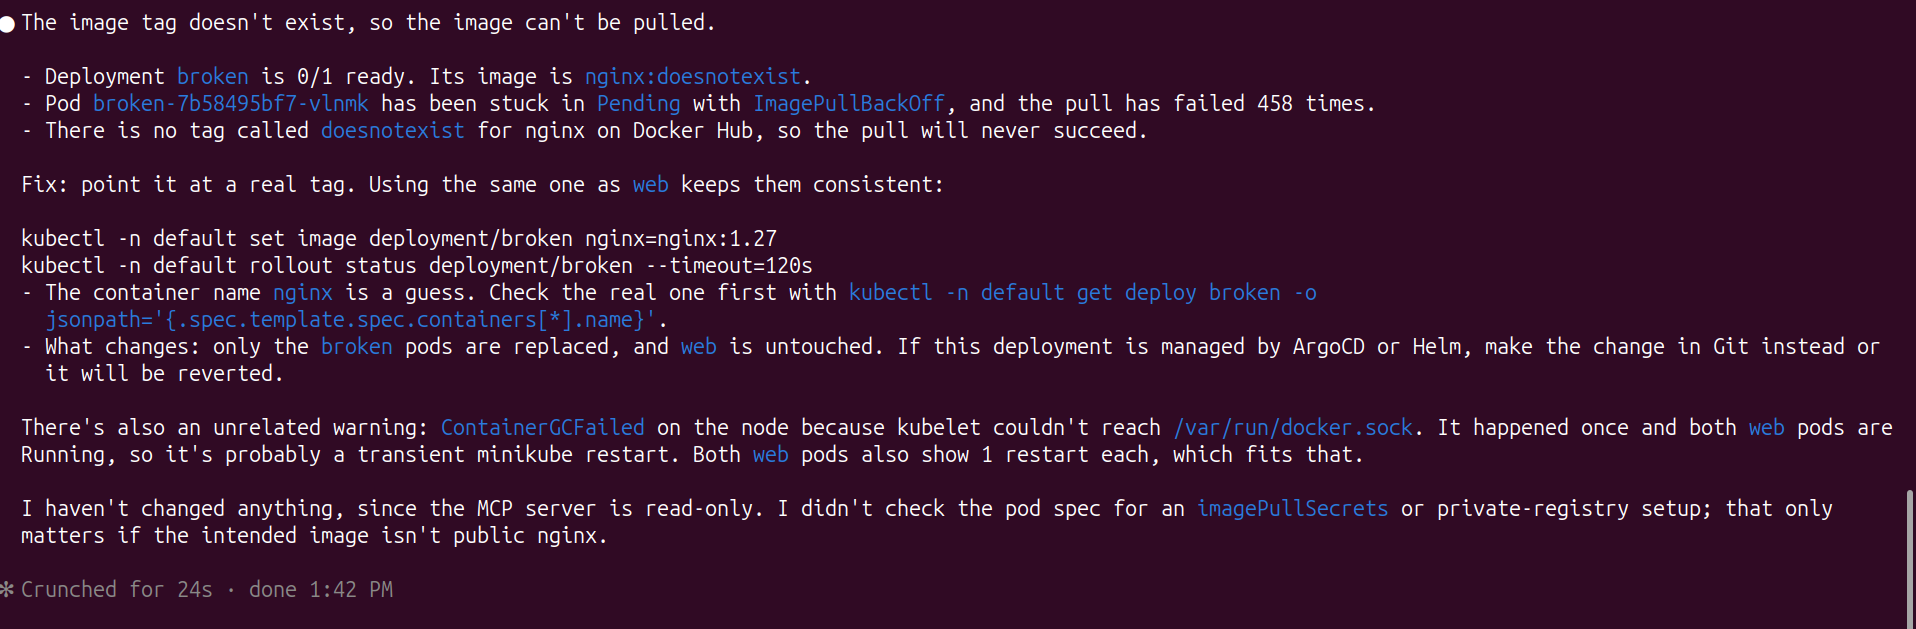 ● The image tag doesn't exist, so the image can't be pulled.
- Deployment broken is 0/1 ready. Its image is nginx:doesnotexist.
- Pod broken-7b58495bf7-vlnmk has been stuck in Pending with ImagePullBackOff, and the pull has failed 458 times.
- There is no tag called doesnotexist for nginx on Docker Hub, so the pull will never succeed.
Fix: point it at a real tag. Using the same one as web keeps them consistent:
kubectl -n default set image deployment/broken nginx=nginx:1.27
kubectl -n default rollout status deployment/broken --timeout=120s
- The container name nginx is a guess. Check the real one first with kubectl -n default get deploy broken -o
jsonpath='{.spec.template.spec.containers[*].name}'.
- What changes: only the broken pods are replaced, and web is untouched. If this deployment is managed by ArgoCD or Helm, make the change in Git instead or
it will be reverted.
There's also an unrelated warning: ContainerGCFailed on the node because kubelet couldn't reach /var/run/docker.sock. It happened once and both web pods are
Running, so it's probably a transient minikube restart. Both web pods also show 1 restart each, which fits that.
I haven't changed anything, since the MCP server is read-only. I didn't check the pod spec for an imagePullSecrets or private-registry setup; that only
matters if the intended image isn't public nginx.
✻ Crunched for 24s · done 1:42 PM